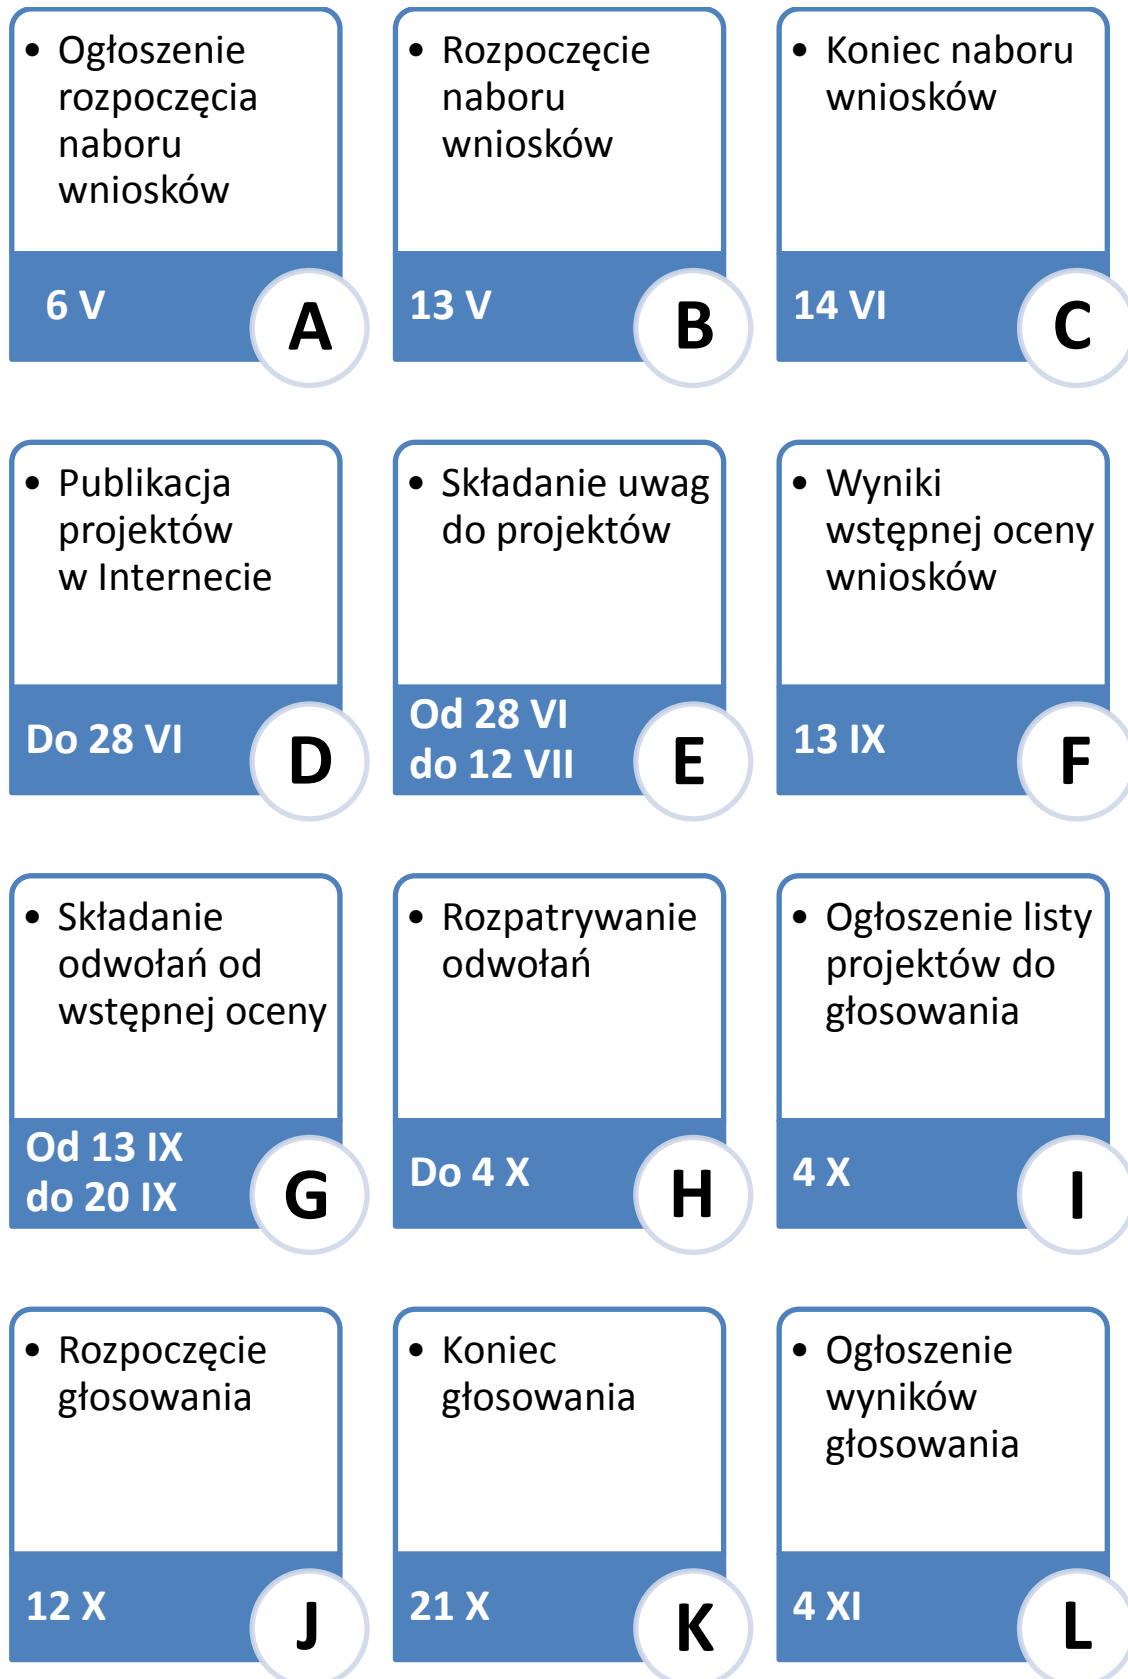 • Ogłoszenie
rozpoczęcia
naboru
wniosków
6 V
A
• Rozpoczęcie
naboru
wniosków
13 V
B
• Koniec naboru
wniosków
14 VI
C
• Publikacja
projektów
w Internecie
Do 28 VI
D
• Składanie uwag
do projektów
Od 28 VI
do 12 VII
E
• Wyniki
wstępnej oceny
wniosków
13 IX
F
• Składanie
odwołań od
wstępnej oceny
Od 13 IX
do 20 IX
G
• Rozpatrywanie
odwołań
Do 4 X
H
• Ogłoszenie listy
projektów do
głosowania
4 X
I
• Rozpoczęcie
głosowania
12 X
J
• Koniec
głosowania
21 X
K
• Ogłoszenie
wyników
głosowania
4 XI
L